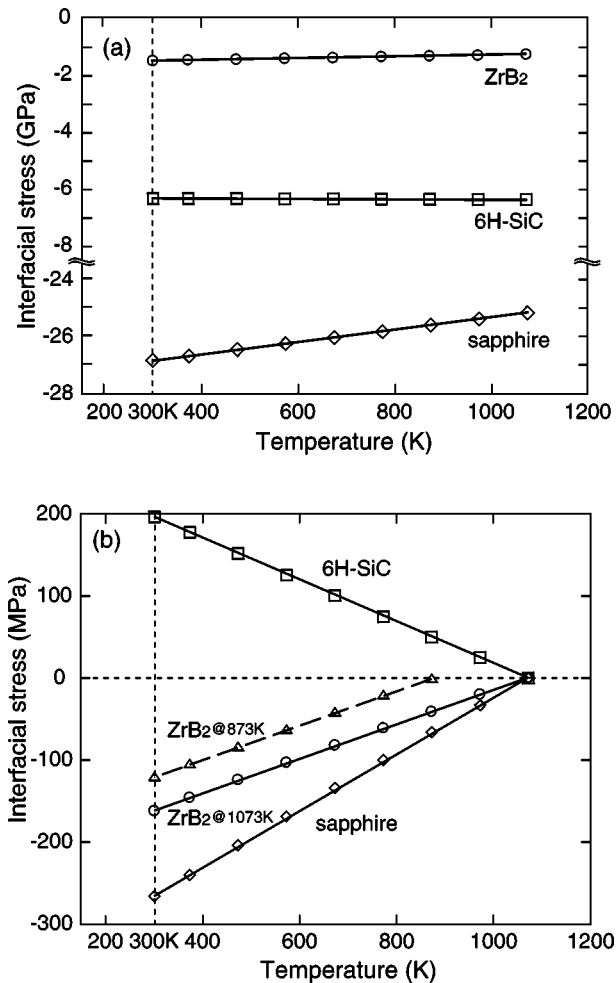 (a)
0
-2
-4
-6
-8
-24
-26
-28
Interfacial stress (GPa)
ZrB2
6H-SiC
sapphire
200 300K 400 600 800 1000 1200
Temperature (K)
(b)
200
100
0
-100
-200
-300
Interfacial stress (MPa)
6H-SiC
ZrB2@873K
ZrB2@1073K
sapphire
200 300K 400 600 800 1000 1200
Temperature (K)